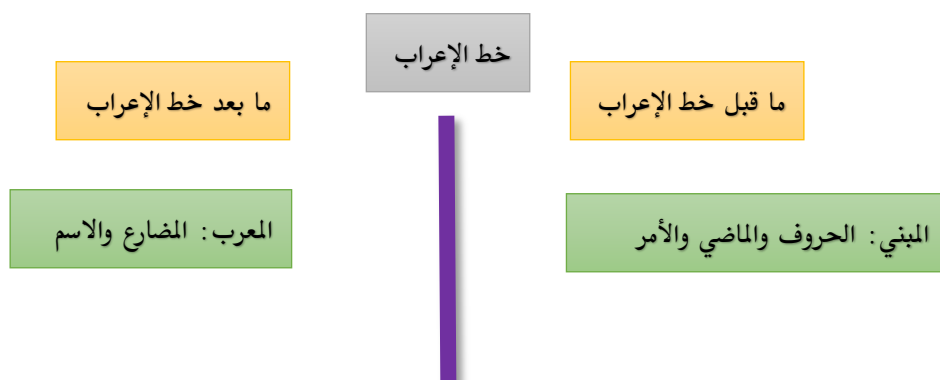 خط الإعراب
ما قبل خط الإعراب
ما بعد خط الإعراب
المبني: الحروف والماضي والأمر
المعرب: المضارع والاسم